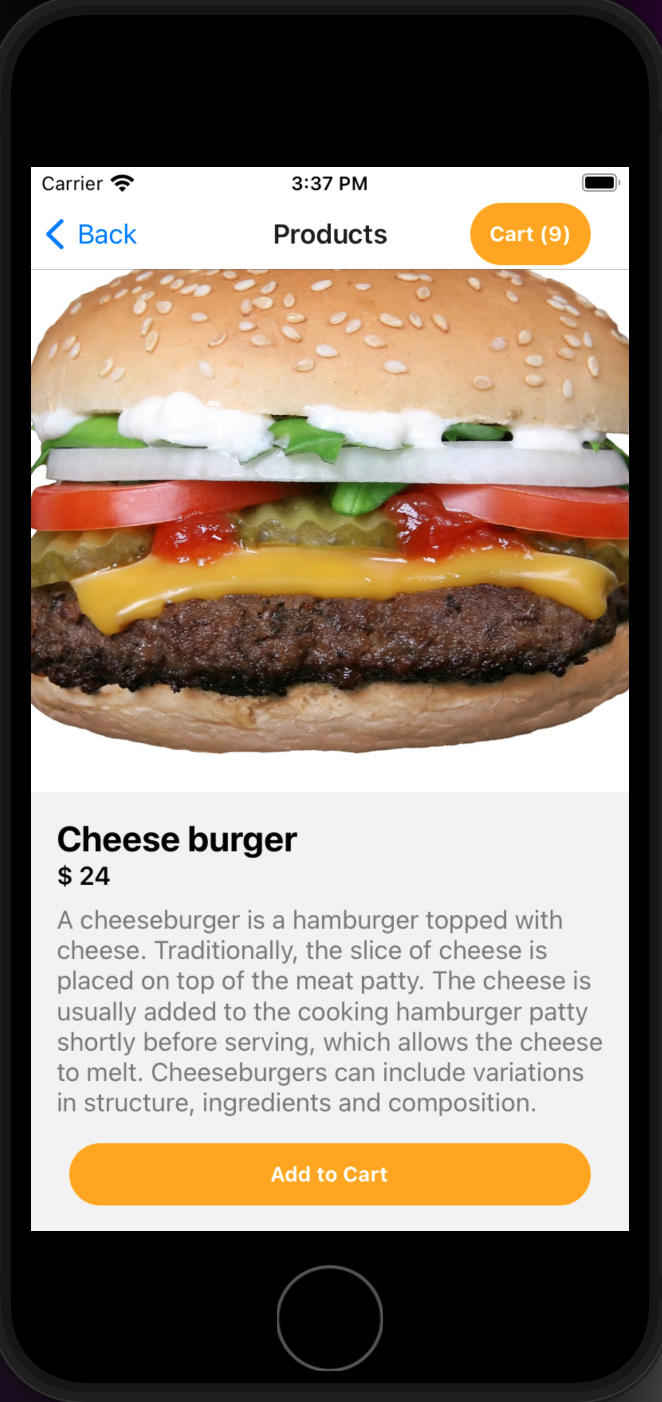 Carrier 3:37 PM
Back Products Cart (9)
Cheese burger
$ 24
A cheeseburger is a hamburger topped with
cheese. Traditionally, the slice of cheese is
placed on top of the meat patty. The cheese is
usually added to the cooking hamburger patty
shortly before serving, which allows the cheese
to melt. Cheeseburgers can include variations
in structure, ingredients and composition.
Add to Cart